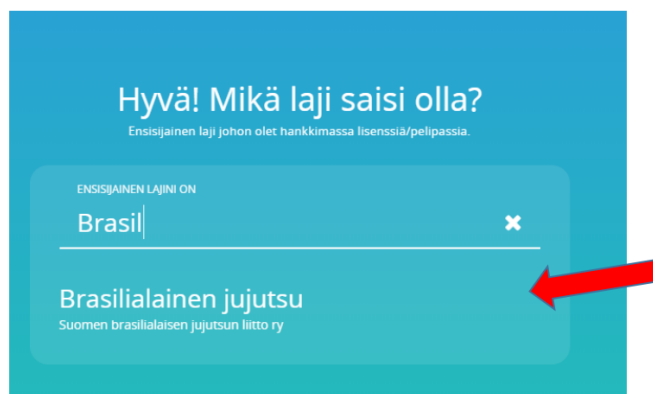 Hyvä! Mikä laji saisi olla?
Ensisijainen laji johon olet hankkimassa lisenssiä/pelipassia.
ENSISIJAINEN LAJINI ON
Brasil
Brasilialainen jujutsu
Suomen brasilialaisen jujutsun liitto ry